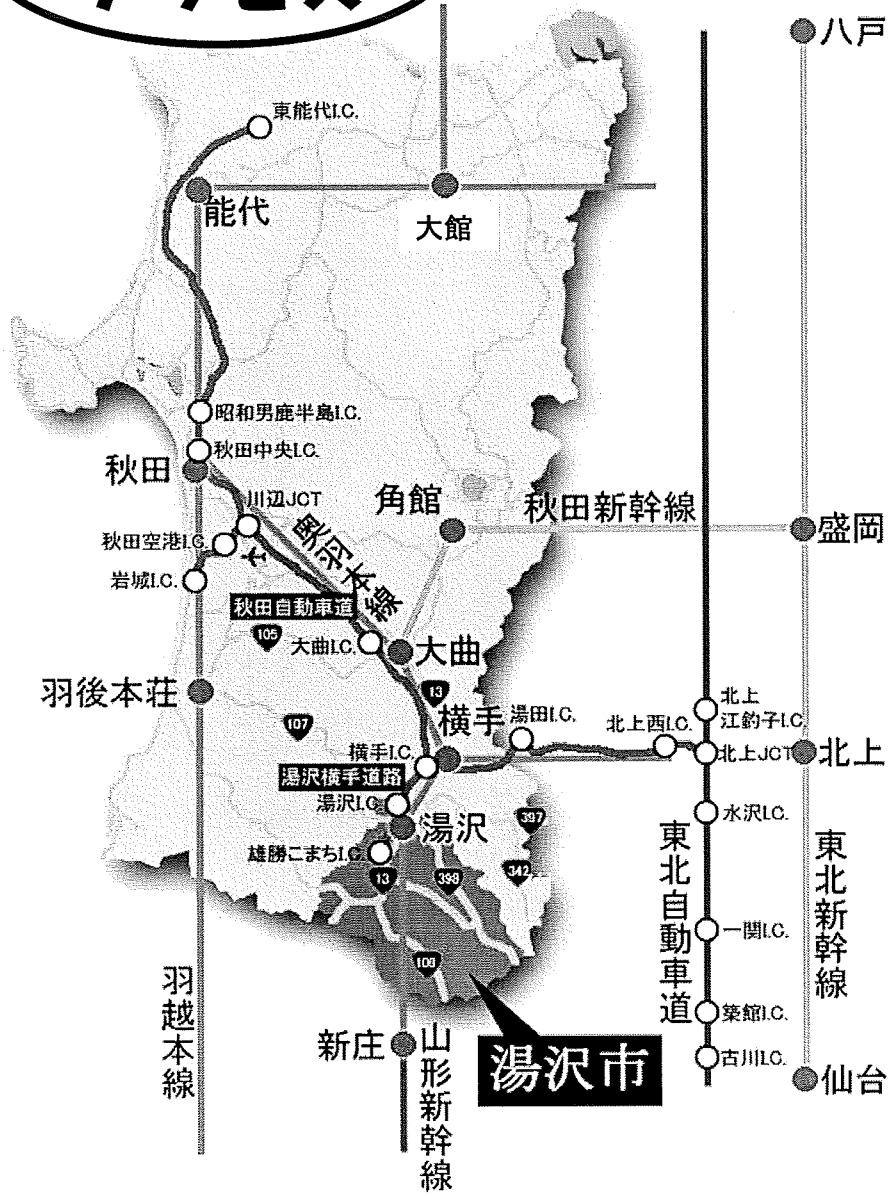 八戸
東能代I.C.
能代
大館
昭和男鹿半島I.C.
秋田中央I.C.
秋田
川辺JCT
角館
秋田新幹線
盛岡
秋田空港I.C.
奥羽本線
岩城I.C.
秋田自動車道
105
大曲I.C.
大曲
羽後本荘
13
107
横手
湯田I.C.
北上西I.C.
北上
江釣子I.C.
横手I.C.
北上JCT
北上
湯沢横手道路
湯沢I.C.
湯沢
397
水沢I.C.
雄勝こまちI.C.
13
398
342
東北自動車道
東北新幹線
一関I.C.
108
羽越本線
築館I.C.
新庄
山形新幹線
湯沢市
古川I.C.
仙台